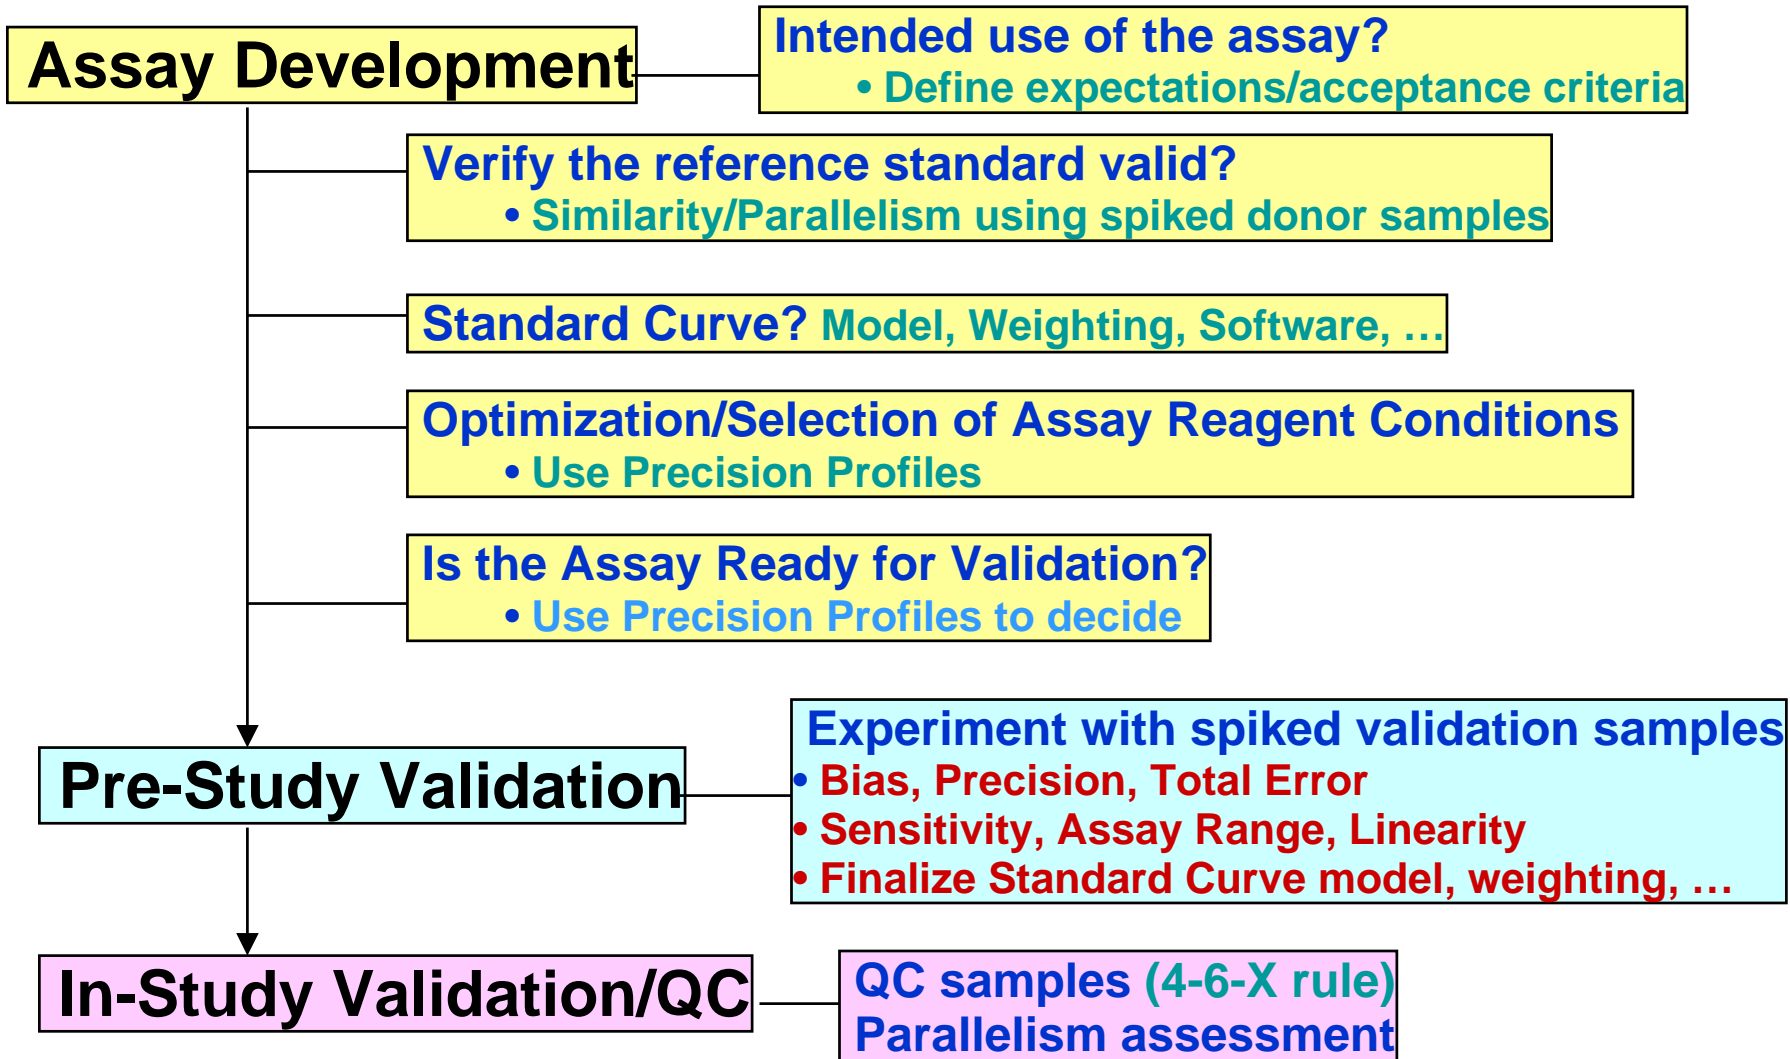 Assay Development
Intended use of the assay?
• Define expectations/acceptance criteria
Verify the reference standard valid?
• Similarity/Parallelism using spiked donor samples
Standard Curve? Model, Weighting, Software, …
Optimization/Selection of Assay Reagent Conditions
• Use Precision Profiles
Is the Assay Ready for Validation?
• Use Precision Profiles to decide
Pre-Study Validation
Experiment with spiked validation samples
• Bias, Precision, Total Error
• Sensitivity, Assay Range, Linearity
• Finalize Standard Curve model, weighting, …
In-Study Validation/QC
QC samples (4-6-X rule)
Parallelism assessment